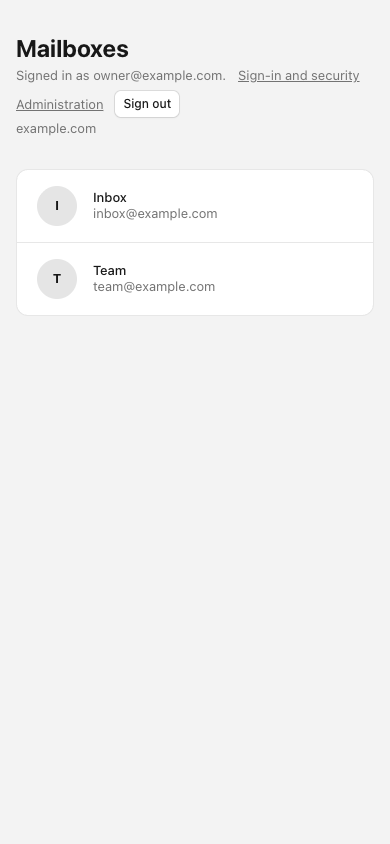 Mailboxes
Signed in as owner@example.com. Sign-in and security
Administration Sign out
example.com
I
Inbox
inbox@example.com
T
Team
team@example.com